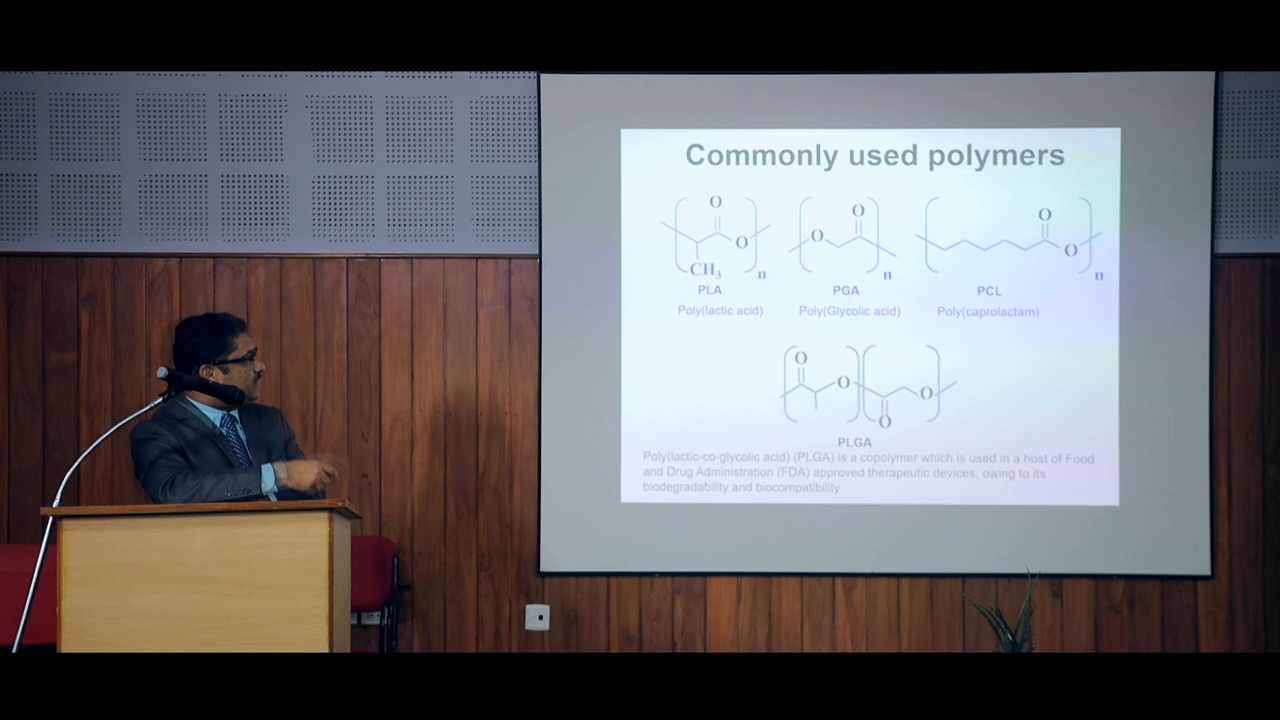 Commonly used polymers
O
O
CH₃
n
PLA
Poly(lactic acid)
O
O
n
PGA
Poly(Glycolic acid)
O
O
n
PCL
Poly(caprolactam)
O
O
O
O
PLGA
Poly(lactic-co-glycolic acid) (PLGA) is a copolymer which is used in a host of Food
and Drug Administration (FDA) approved therapeutic devices, owing to its
biodegradability and biocompatibility